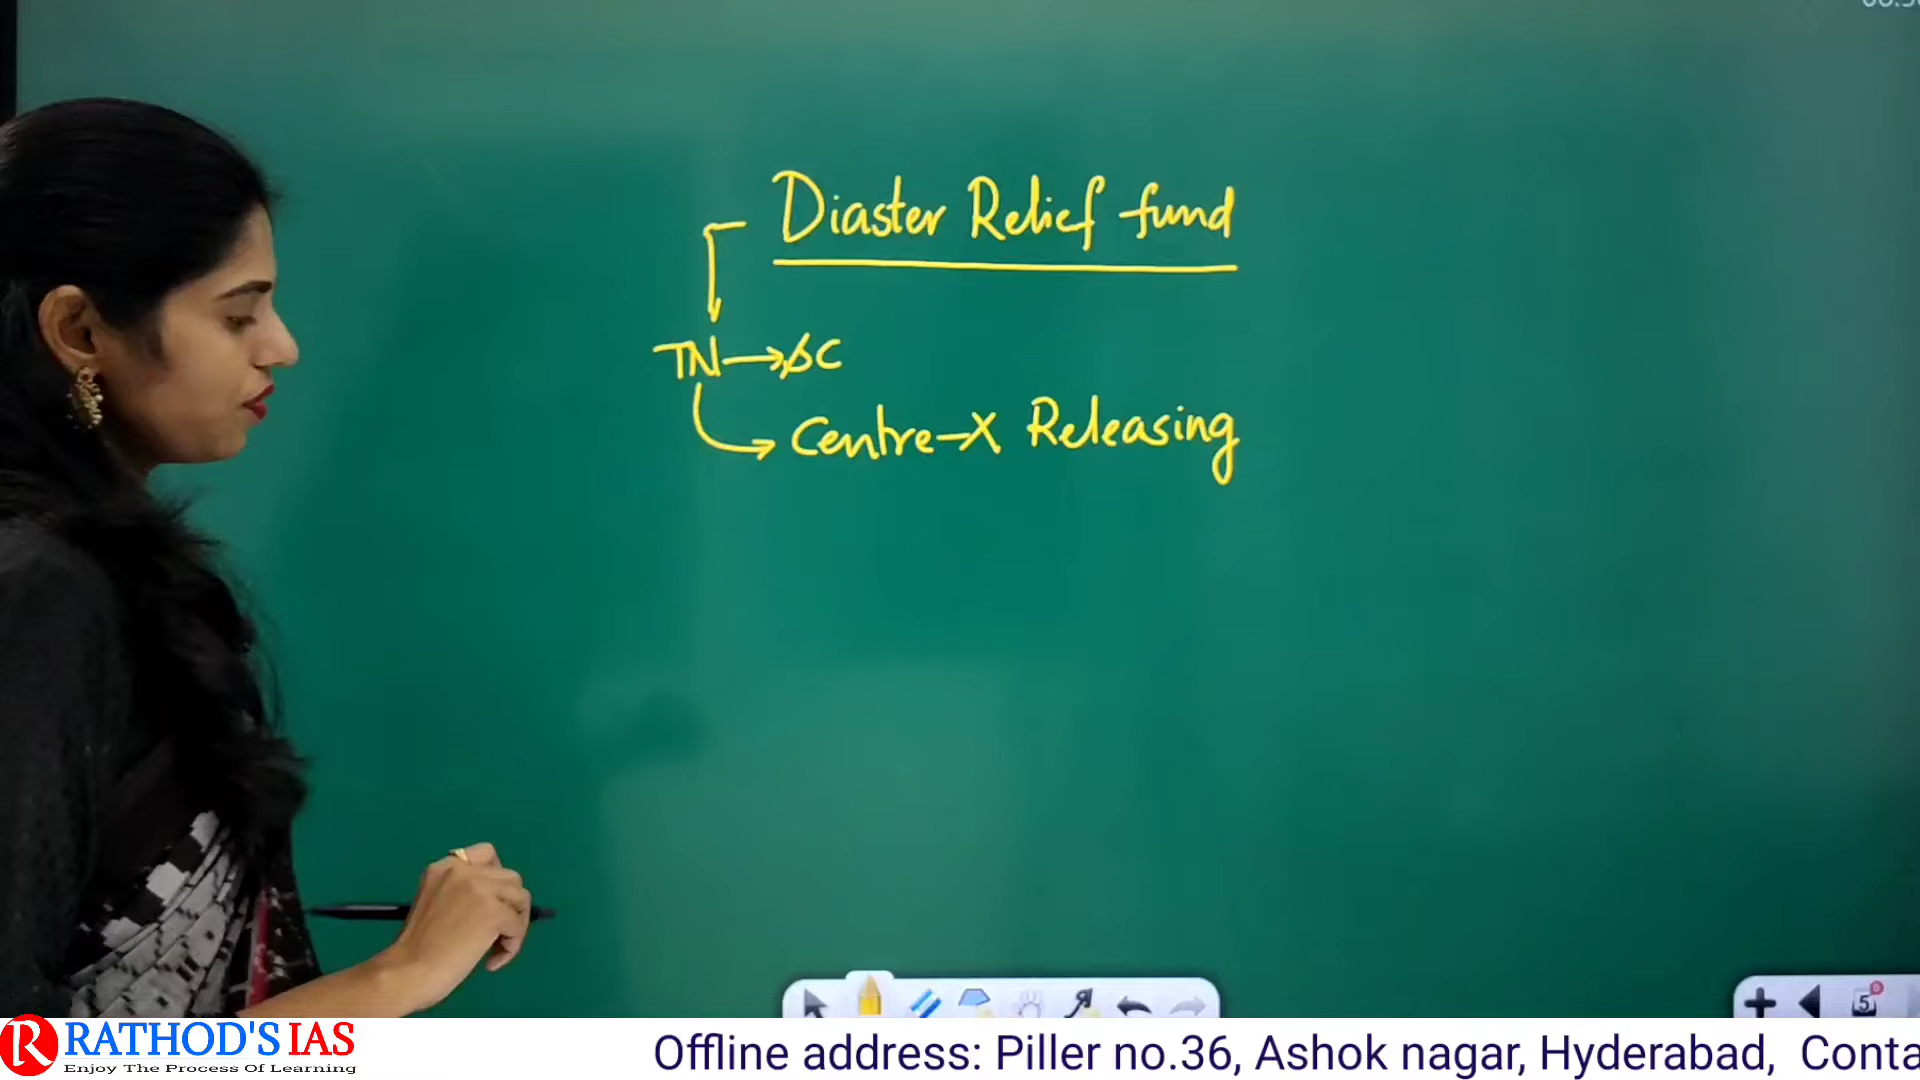 Diaster Relief fund
TN → SC
→ Centre - X Releasing
5
RATHOD'S IAS
Enjoy The Process Of Learning
Offline address: Piller no.36, Ashok nagar, Hyderabad, Conta